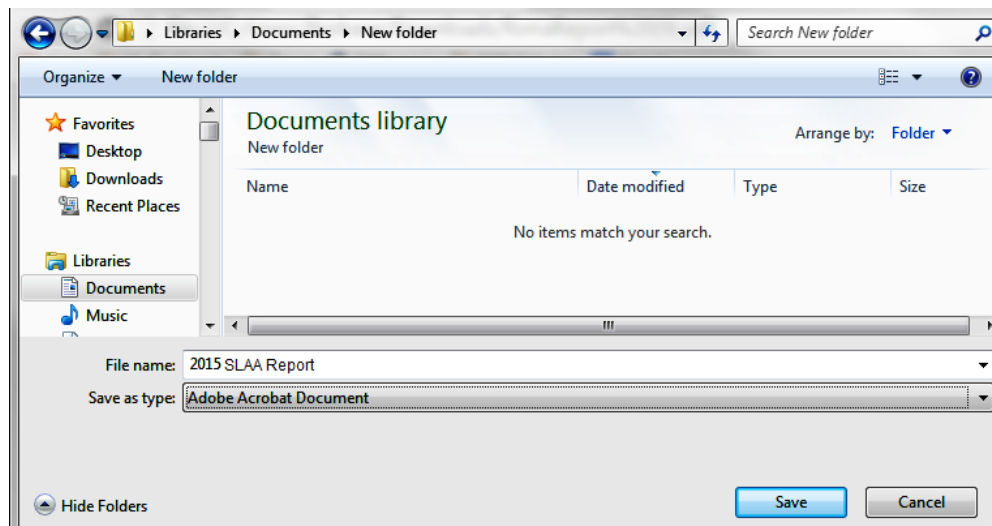 Libraries Documents New folder Search New folder
Organize New folder
Favorites
Desktop
Downloads
Recent Places
Libraries
Documents
Music
Documents library
New folder
Arrange by: Folder
Name Date modified Type Size
No items match your search.
File name: 2015 SLAA Report
Save as type: Adobe Acrobat Document
Hide Folders Save Cancel